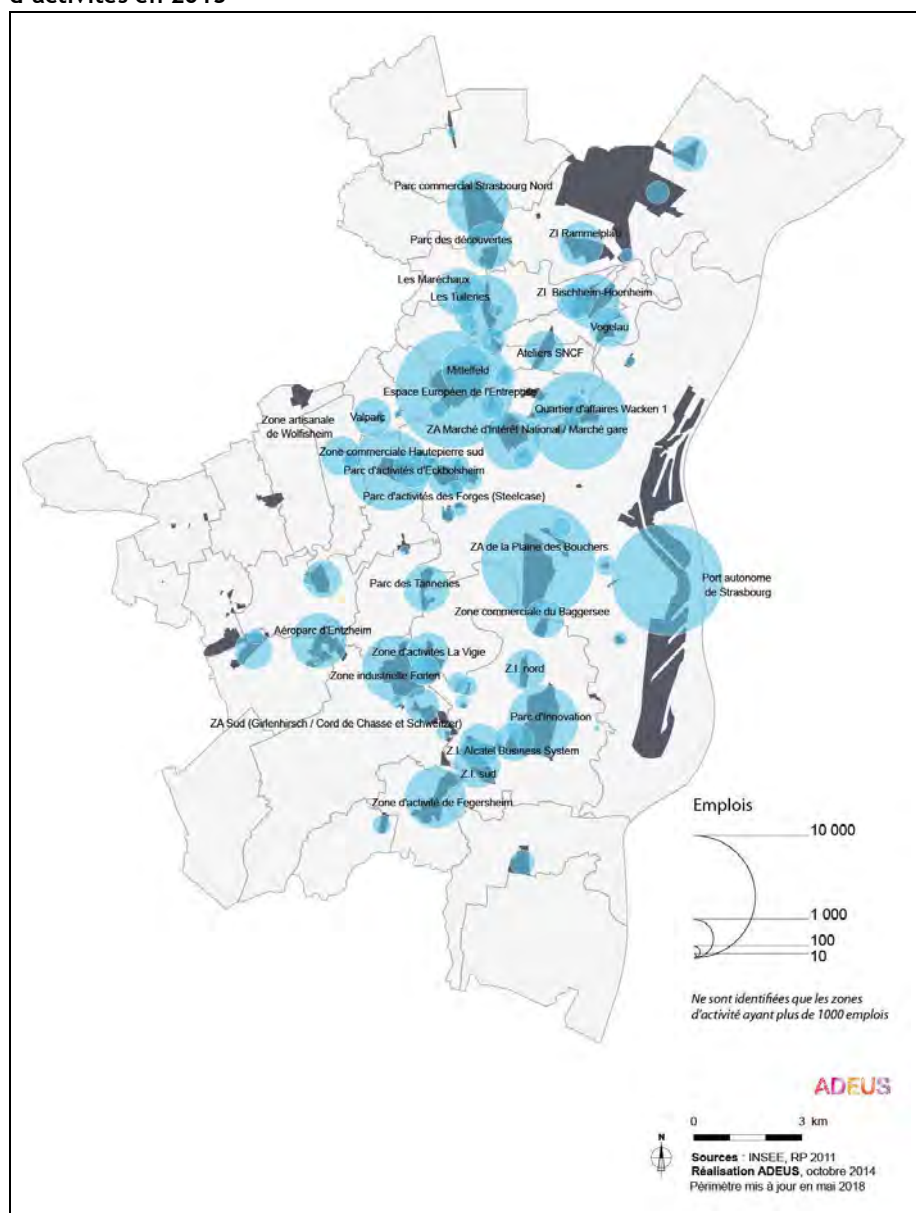 d'activités en 2015
Parc commercial Strasbourg Nord
Parc des découvertes
ZI Rammelplatz
Les Maréchaux
Les Tuileries
ZI Bischheim-Hoenheim
Vogelau
Ateliers SNCF
Mittelfeld
Espace Européen de l'Entreprise
Quartier d'affaires Wacken 1
Valparc
Zone artisanale
de Wolfisheim
ZA Marché d'Intérêt National / Marché gare
Zone commerciale Hautepierre sud
Parc d'activités d'Eckbolsheim
Parc d'activités des Forges (Steelcase)
ZA de la Plaine des Bouchers
Port autonome
de Strasbourg
Parc des Tanneries
Zone commerciale du Baggersee
Aéroparc d'Entzheim
Zone d'activités La Vigie
Zone industrielle Forlen
Z.I. nord
Parc d'Innovation
ZA Sud (Girlenhirsch / Cord de Chasse et Schweitzer)
Z.I. Alcatel Business System
Z.I. sud
Zone d'activité de Fegersheim
Emplois
10 000
1 000
100
10
Ne sont identifiées que les zones
d'activité ayant plus de 1000 emplois
ADEUS
0 3 km
N
Sources : INSEE, RP 2011
Réalisation ADEUS, octobre 2014
Périmètre mis à jour en mai 2018